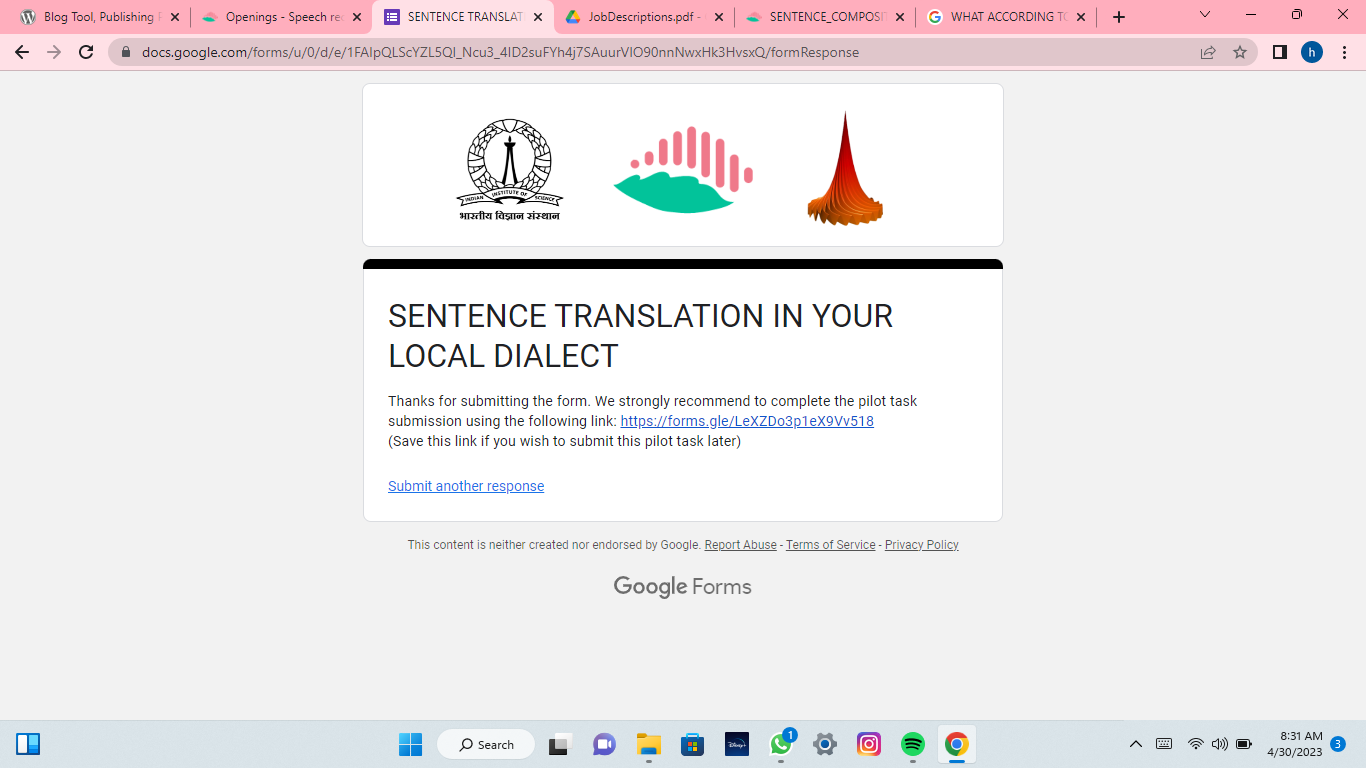 Blog Tool, Publishing P
Openings - Speech rec
SENTENCE TRANSLAT
JobDescriptions.pdf -
SENTENCE_COMPOSIT
WHAT ACCORDING TO
docs.google.com/forms/u/0/d/e/1FAIpQLScYZL5QI_Ncu3_4ID2suFYh4j7SAuurVIO90nnNwxHk3HvsxQ/formResponse
h
INDIAN INSTITUTE OF SCIENCE
भारतीय विज्ञान संस्थान
SENTENCE TRANSLATION IN YOUR
LOCAL DIALECT
Thanks for submitting the form. We strongly recommend to complete the pilot task
submission using the following link: https://forms.gle/LeXZDo3p1eX9Vv518
(Save this link if you wish to submit this pilot task later)
Submit another response
This content is neither created nor endorsed by Google. Report Abuse - Terms of Service - Privacy Policy
Google Forms
Search
Disney+
1
8:31 AM
4/30/2023
3